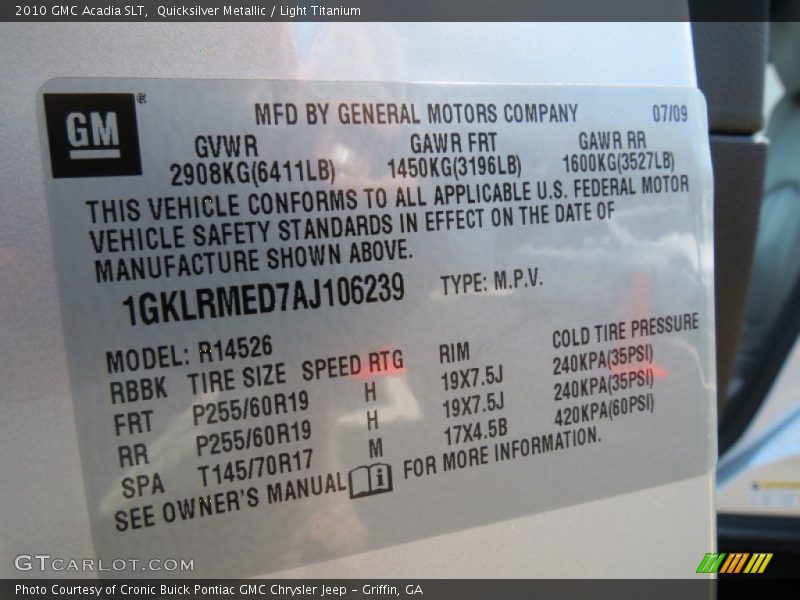 2010 GMC Acadia SLT,  Quicksilver Metallic / Light Titanium
GM®
MFD BY GENERAL MOTORS COMPANY 07/09
GVWR GAWR FRT GAWR RR
2908KG(6411LB) 1450KG(3196LB) 1600KG(3527LB)
THIS VEHICLE CONFORMS TO ALL APPLICABLE U.S. FEDERAL MOTOR
VEHICLE SAFETY STANDARDS IN EFFECT ON THE DATE OF
MANUFACTURE SHOWN ABOVE.
1GKLRMED7AJ106239 TYPE: M.P.V.
MODEL: R14526
RBBK TIRE SIZE SPEED RTG RIM COLD TIRE PRESSURE
FRT P255/60R19 H 19X7.5J 240KPA(35PSI)
RR P255/60R19 H 19X7.5J 240KPA(35PSI)
SPA T145/70R17 M 17X4.5B 420KPA(60PSI)
SEE OWNER'S MANUAL i FOR MORE INFORMATION.
GTCARLOT.COM
Photo Courtesy of Cronic Buick Pontiac GMC Chrysler Jeep – Griffin, GA